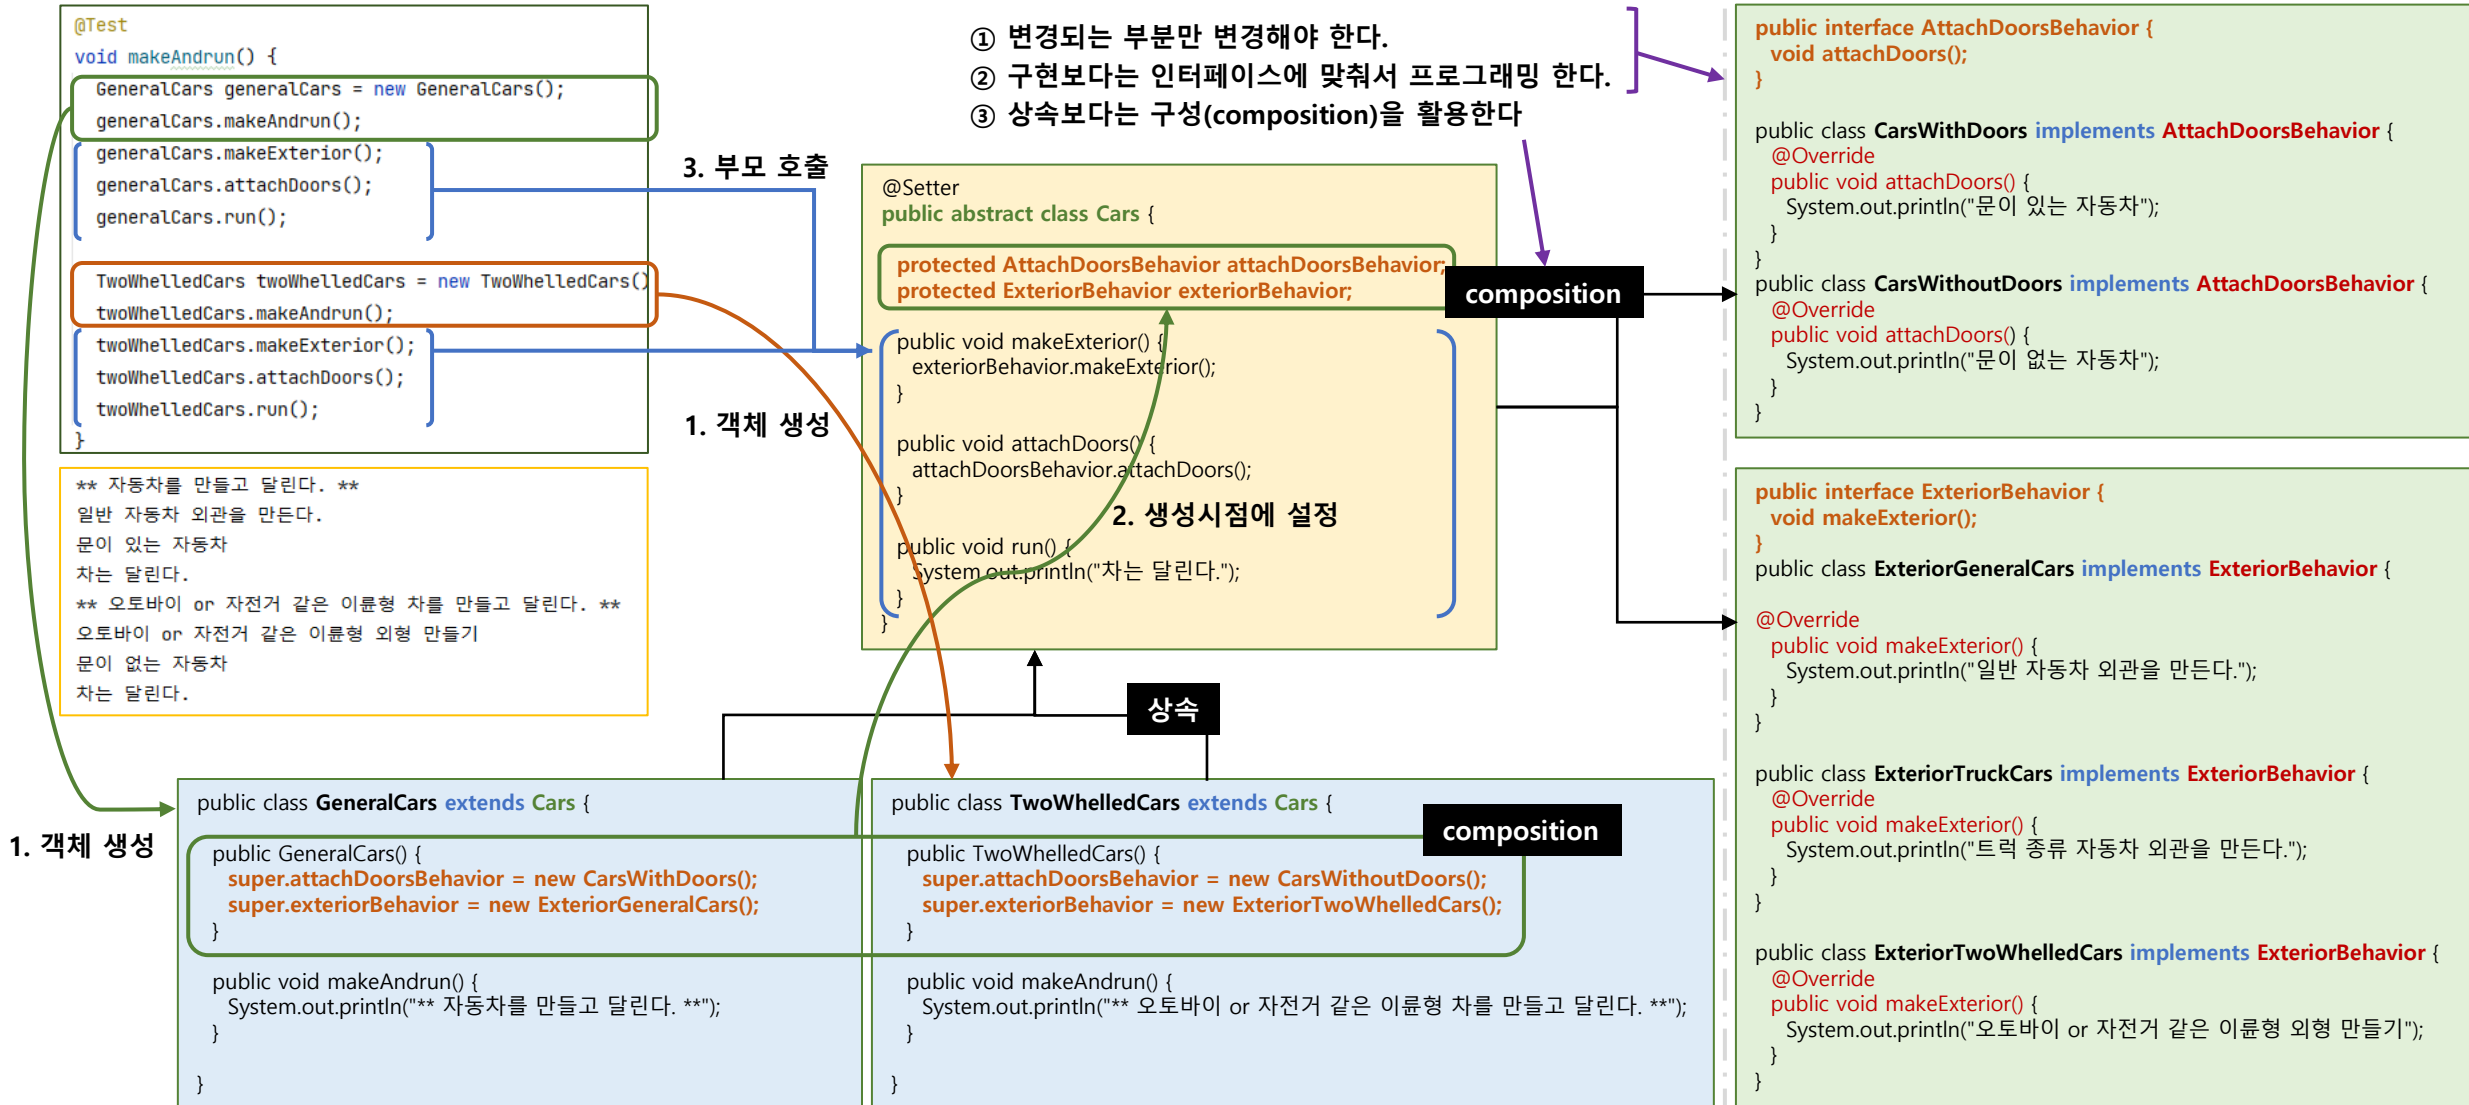 @Test
void makeAndrun() {
GeneralCars generalCars = new GeneralCars();
generalCars.makeAndrun();
generalCars.makeExterior();
generalCars.attachDoors();
generalCars.run();
TwoWhelledCars twoWhelledCars = new TwoWhelledCars()
twoWhelledCars.makeAndrun();
twoWhelledCars.makeExterior();
twoWhelledCars.attachDoors();
twoWhelledCars.run();
}
** 자동차를 만들고 달린다. **
일반 자동차 외관을 만든다.
문이 있는 자동차
차는 달린다.
** 오토바이 or 자전거 같은 이륜형 차를 만들고 달린다. **
오토바이 or 자전거 같은 이륜형 외형 만들기
문이 없는 자동차
차는 달린다.
① 변경되는 부분만 변경해야 한다.
② 구현보다는 인터페이스에 맞춰서 프로그래밍 한다.
③ 상속보다는 구성(composition)을 활용한다
3. 부모 호출
1. 객체 생성
@Setter
public abstract class Cars {
protected AttachDoorsBehavior attachDoorsBehavior;
protected ExteriorBehavior exteriorBehavior;
composition
public void makeExterior() {
exteriorBehavior.makeExterior();
}
public void attachDoors() {
attachDoorsBehavior.attachDoors();
}
2. 생성시점에 설정
public void run() {
System.out.println("차는 달린다.");
}
}
상속
1. 객체 생성
public class GeneralCars extends Cars {
public GeneralCars() {
super.attachDoorsBehavior = new CarsWithDoors();
super.exteriorBehavior = new ExteriorGeneralCars();
}
public void makeAndrun() {
System.out.println("** 자동차를 만들고 달린다. **");
}
}
public class TwoWhelledCars extends Cars {
composition
public TwoWhelledCars() {
super.attachDoorsBehavior = new CarsWithoutDoors();
super.exteriorBehavior = new ExteriorTwoWhelledCars();
}
public void makeAndrun() {
System.out.println("** 오토바이 or 자전거 같은 이륜형 차를 만들고 달린다. **");
}
}
public interface AttachDoorsBehavior {
void attachDoors();
}
public class CarsWithDoors implements AttachDoorsBehavior {
@Override
public void attachDoors() {
System.out.println("문이 있는 자동차");
}
}
public class CarsWithoutDoors implements AttachDoorsBehavior {
@Override
public void attachDoors() {
System.out.println("문이 없는 자동차");
}
}
public interface ExteriorBehavior {
void makeExterior();
}
public class ExteriorGeneralCars implements ExteriorBehavior {
@Override
public void makeExterior() {
System.out.println("일반 자동차 외관을 만든다.");
}
}
public class ExteriorTruckCars implements ExteriorBehavior {
@Override
public void makeExterior() {
System.out.println("트럭 종류 자동차 외관을 만든다.");
}
}
public class ExteriorTwoWhelledCars implements ExteriorBehavior {
@Override
public void makeExterior() {
System.out.println("오토바이 or 자전거 같은 이륜형 외형 만들기");
}
}